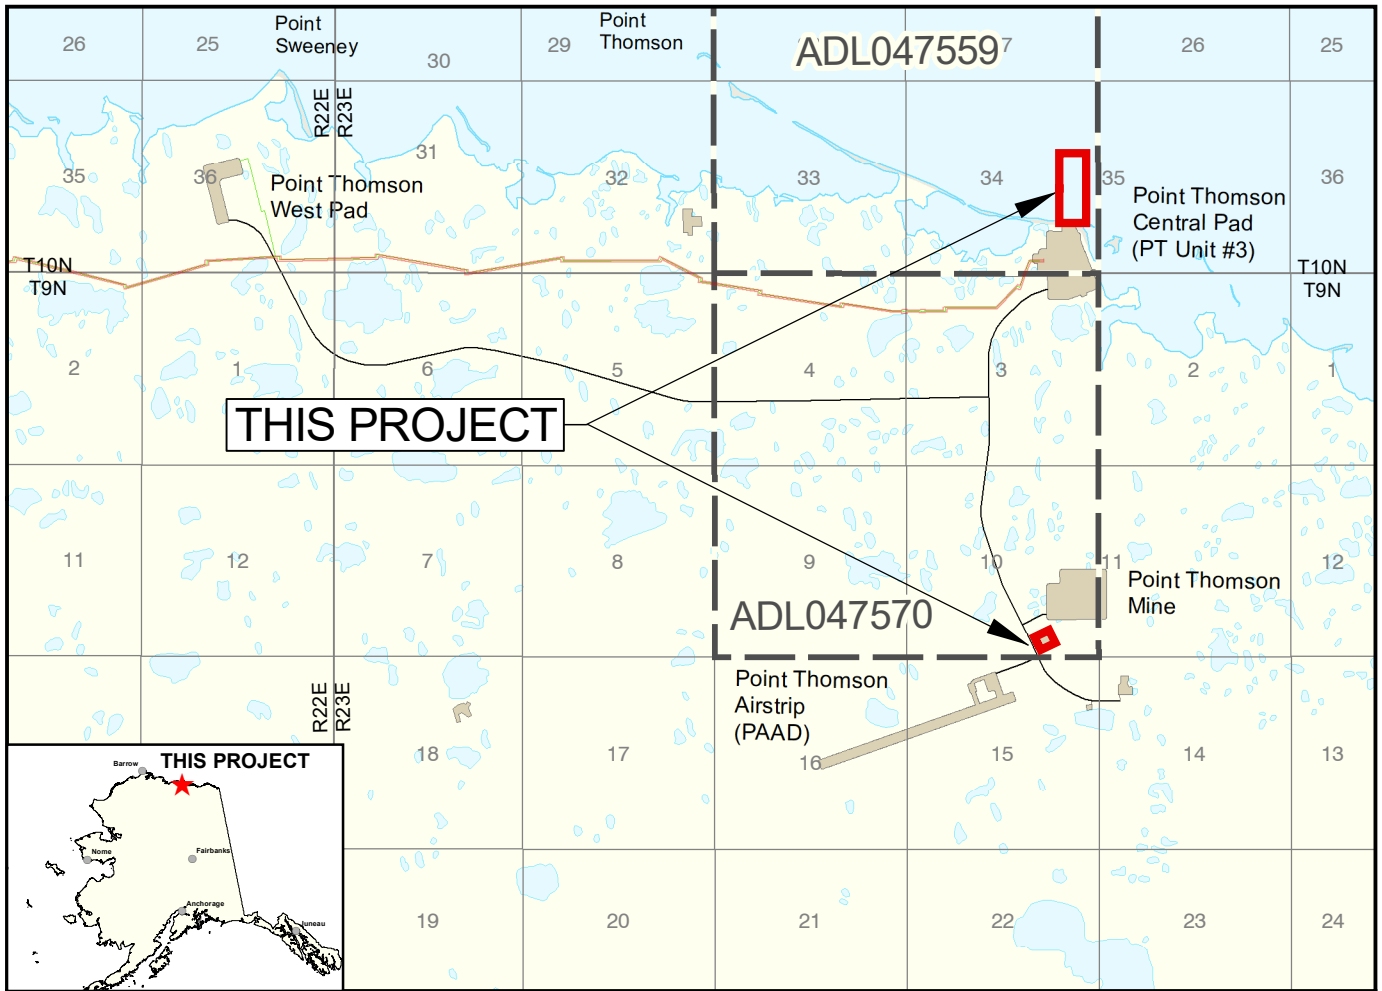 26
25
Point
Sweeney
30
29
Point
Thomson
ADL047559
7
26
25
R22E
R23E
35
36
31
32
33
34
35
36
Point Thomson
West Pad
Point Thomson
Central Pad
(PT Unit #3)
T10N
T9N
T10N
T9N
2
1
6
5
4
3
2
1
THIS PROJECT
11
12
7
8
9
10
11
12
ADL047570
Point Thomson
Mine
R22E
R23E
Point Thomson
Airstrip
(PAAD)
18
17
16
15
14
13
19
20
21
22
23
24
THIS PROJECT
Barrow
Nome
Fairbanks
Anchorage
Juneau